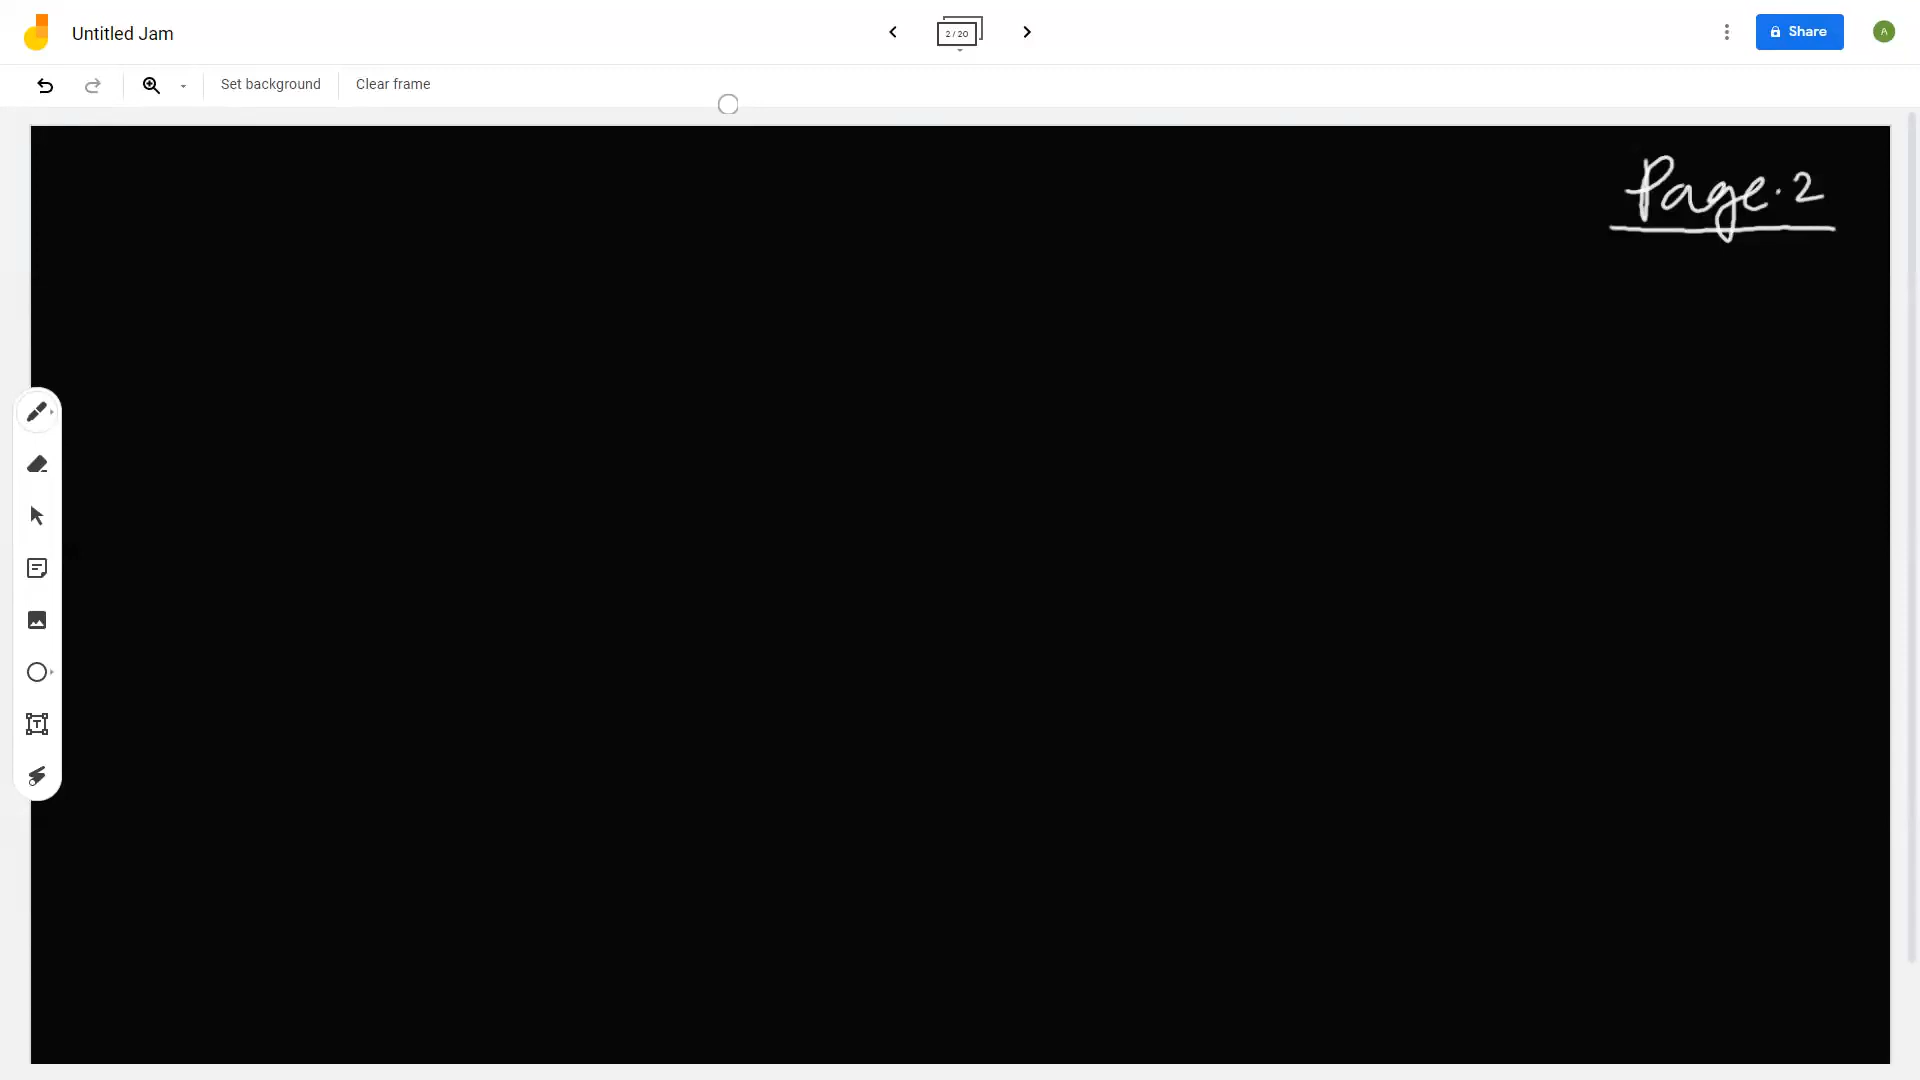 Untitled Jam
2 / 20
Share
A
Set background
Clear frame
Page. 2